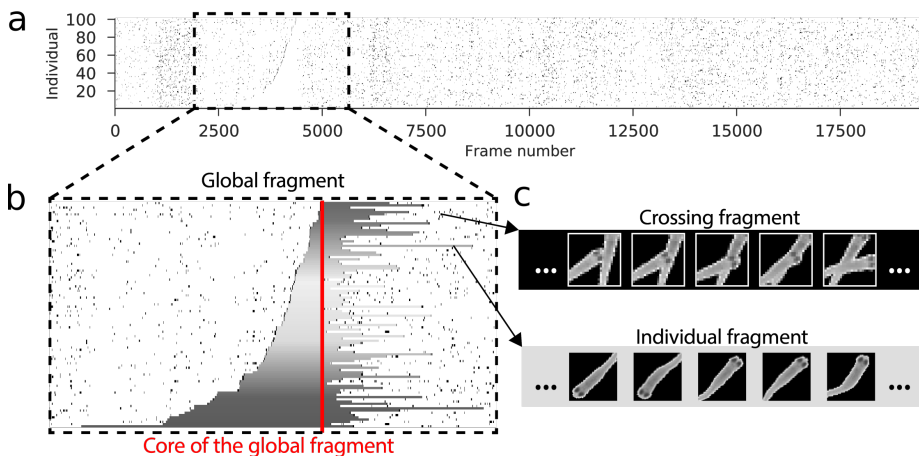 a
Individual
100
80
60
40
20
0
2500
5000
7500
10000
12500
15000
17500
Frame number
b
Global fragment
Core of the global fragment
c
Crossing fragment
...
...
Individual fragment
...
...